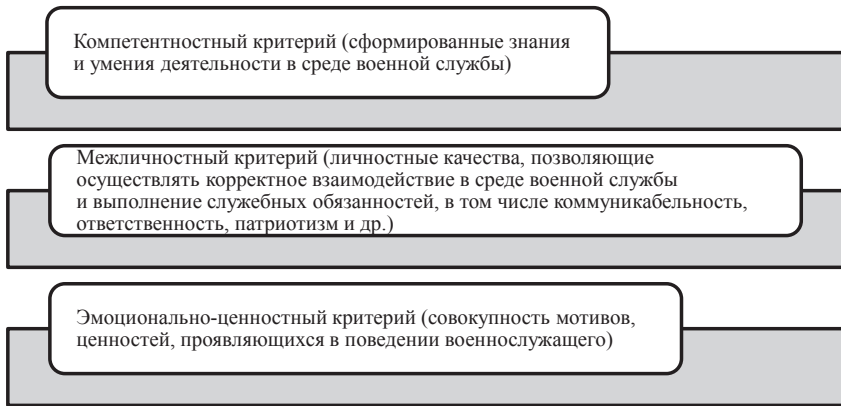 Компетентностный критерий (сформированные знания
и умения деятельности в среде военной службы)
Межличностный критерий (личностные качества, позволяющие
осуществлять корректное взаимодействие в среде военной службы
и выполнение служебных обязанностей, в том числе коммуникабельность,
ответственность, патриотизм и др.)
Эмоционально-ценностный критерий (совокупность мотивов,
ценностей, проявляющихся в поведении военнослужащего)